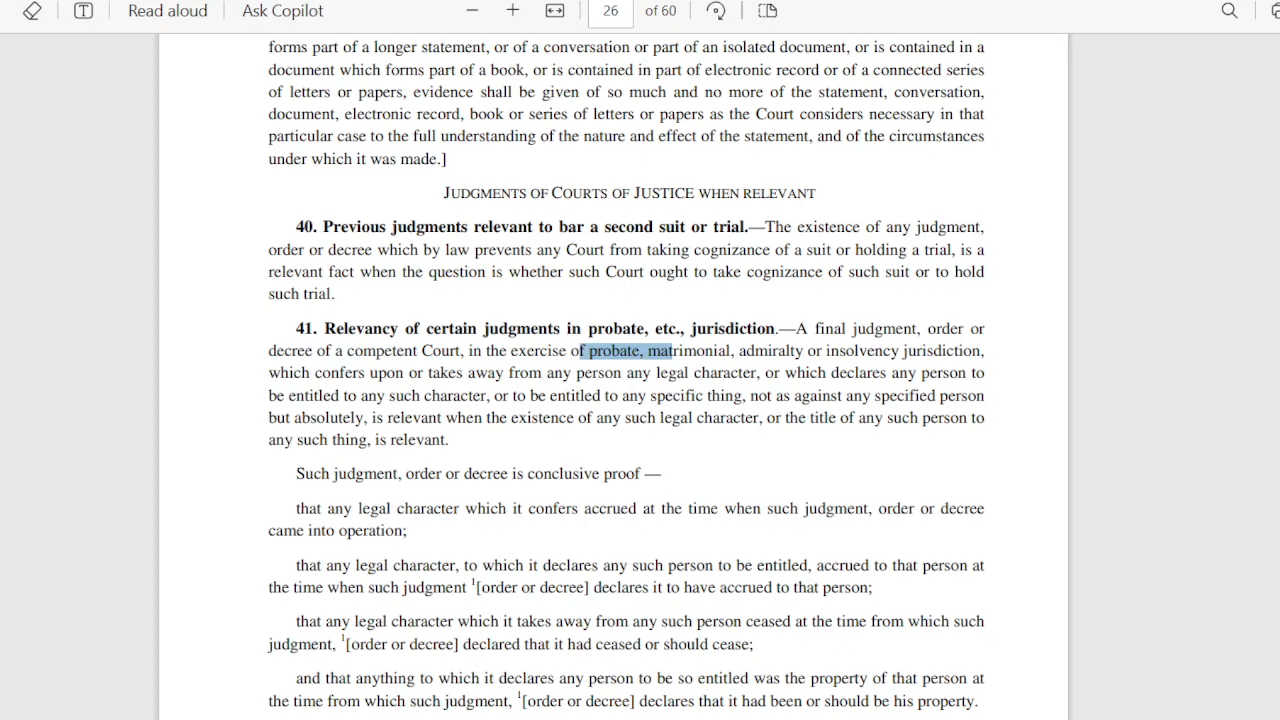 Read aloud Ask Copilot 26 of 60
forms part of a longer statement, or of a conversation or part of an isolated document, or is contained in a
document which forms part of a book, or is contained in part of electronic record or of a connected series
of letters or papers, evidence shall be given of so much and no more of the statement, conversation,
document, electronic record, book or series of letters or papers as the Court considers necessary in that
particular case to the full understanding of the nature and effect of the statement, and of the circumstances
under which it was made.]
JUDGMENTS OF COURTS OF JUSTICE WHEN RELEVANT
40. Previous judgments relevant to bar a second suit or trial.—The existence of any judgment,
order or decree which by law prevents any Court from taking cognizance of a suit or holding a trial, is a
relevant fact when the question is whether such Court ought to take cognizance of such suit or to hold
such trial.
41. Relevancy of certain judgments in probate, etc., jurisdiction.—A final judgment, order or
decree of a competent Court, in the exercise of probate, matrimonial, admiralty or insolvency jurisdiction,
which confers upon or takes away from any person any legal character, or which declares any person to
be entitled to any such character, or to be entitled to any specific thing, not as against any specified person
but absolutely, is relevant when the existence of any such legal character, or the title of any such person to
any such thing, is relevant.
Such judgment, order or decree is conclusive proof —
that any legal character which it confers accrued at the time when such judgment, order or decree
came into operation;
that any legal character, to which it declares any such person to be entitled, accrued to that person at
the time when such judgment 1[order or decree] declares it to have accrued to that person;
that any legal character which it takes away from any such person ceased at the time from which such
judgment, 1[order or decree] declared that it had ceased or should cease;
and that anything to which it declares any person to be so entitled was the property of that person at
the time from which such judgment, 1[order or decree] declares that it had been or should be his property.